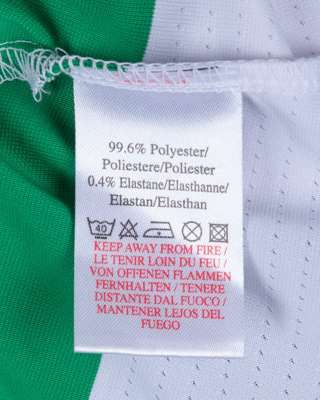 99.6% Polyester/
Poliestere/Poliester
0.4% Elastane/Elasthanne/
Elastan/Elasthan
40
KEEP AWAY FROM FIRE /
LE TENIR LOIN DU FEU /
VON OFFENEN FLAMMEN
FERNHALTEN / TENERE
DISTANTE DAL FUOCO /
MANTENER LEJOS DEL
FUEGO